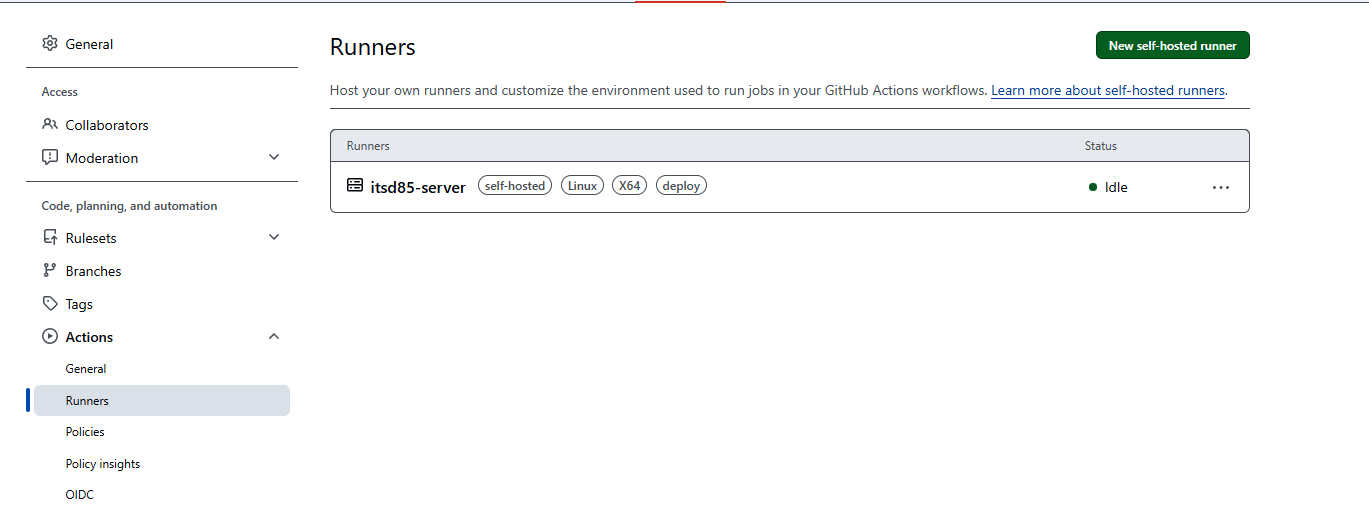 General
Access
Collaborators
Moderation
Code, planning, and automation
Rulesets
Branches
Tags
Actions
General
Runners
Policies
Policy insights
OIDC
Runners
New self-hosted runner
Host your own runners and customize the environment used to run jobs in your GitHub Actions workflows. Learn more about self-hosted runners.
Runners Status
itsd85-server self-hosted Linux X64 deploy Idle